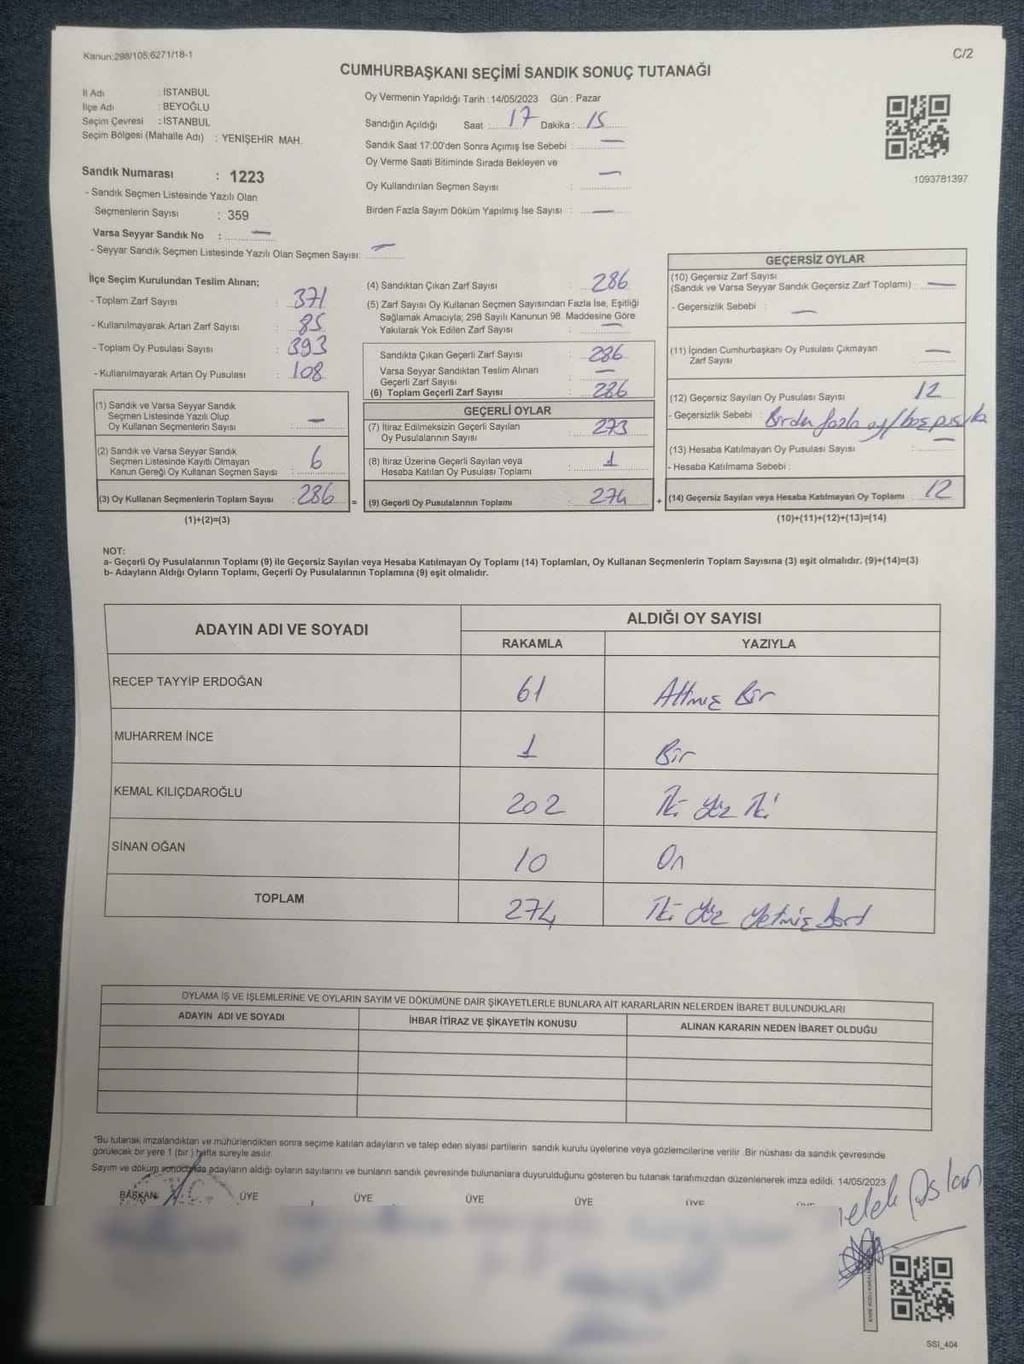 Kanun:298/105;6271/18-1
C/2
CUMHURBAŞKANI SEÇİMİ SANDIK SONUÇ TUTANAĞI
İl Adı : İSTANBUL
İlçe Adı : BEYOĞLU
Seçim Çevresi : İSTANBUL
Seçim Bölgesi (Mahalle Adı) : YENİŞEHİR MAH.
Sandık Numarası : 1223
- Sandık Seçmen Listesinde Yazılı Olan
Seçmenlerin Sayısı : 359
Varsa Seyyar Sandık No : —
- Seyyar Sandık Seçmen Listesinde Yazılı Olan Seçmen Sayısı: —
Oy Vermenin Yapıldığı Tarih : 14/05/2023 Gün : Pazar
Sandığın Açıldığı Saat : 17 Dakika : 15
Sandık Saat 17:00'den Sonra Açımış İse Sebebi : —
Oy Verme Saati Bitiminde Sırada Bekleyen ve
Oy Kullandırılan Seçmen Sayısı : —
Birden Fazla Sayım Döküm Yapılmış İse Sayısı : —
1093781397
İlçe Seçim Kurulundan Teslim Alınan;
- Toplam Zarf Sayısı : 371
- Kullanılmayarak Artan Zarf Sayısı : 85
- Toplam Oy Pusulası Sayısı : 393
- Kullanılmayarak Artan Oy Pusulası : 108
(1) Sandık ve Varsa Seyyar Sandık
Seçmen Listesinde Yazılı Olup
Oy Kullanan Seçmenlerin Sayısı : —
(2) Sandık ve Varsa Seyyar Sandık
Seçmen Listesinde Kayıtlı Olmayan
Kanun Gereği Oy Kullanan Seçmen Sayısı : 6
(3) Oy Kullanan Seçmenlerin Toplam Sayısı : 286 =
(1)+(2)=(3)
(4) Sandıktan Çıkan Zarf Sayısı : 286
(5) Zarf Sayısı Oy Kullanan Seçmen Sayısından Fazla İse, Eşitliği
Sağlamak Amacıyla; 298 Sayılı Kanunun 98. Maddesine Göre
Yakılarak Yok Edilen Zarf Sayısı : —
Sandıkta Çıkan Geçerli Zarf Sayısı : 286
Varsa Seyyar Sandıktan Teslim Alınan
Geçerli Zarf Sayısı : —
(6) Toplam Geçerli Zarf Sayısı : 286
GEÇERLİ OYLAR
(7) İtiraz Edilmeksizin Geçerli Sayılan
Oy Pusulalarının Sayısı : 273
(8) İtiraz Üzerine Geçerli Sayılan veya
Hesaba Katılan Oy Pusulası Toplamı : 1
(9) Geçerli Oy Pusulalarının Toplamı : 274 +
GEÇERSİZ OYLAR
(10) Geçersiz Zarf Sayısı
(Sandık ve Varsa Seyyar Sandık Geçersiz Zarf Toplamı) : —
- Geçersizlik Sebebi : —
(11) İçinden Cumhurbaşkanı Oy Pusulası Çıkmayan
Zarf Sayısı : —
(12) Geçersiz Sayılan Oy Pusulası Sayısı : 12
- Geçersizlik Sebebi : Birden fazla oy/boş pusula
(13) Hesaba Katılmayan Oy Pusulası Sayısı : —
- Hesaba Katılmama Sebebi :
(14) Geçersiz Sayılan veya Hesaba Katılmayan Oy Toplamı : 12
(10)+(11)+(12)+(13)=(14)
NOT:
a- Geçerli Oy Pusulalarının Toplamı (9) ile Geçersiz Sayılan veya Hesaba Katılmayan Oy Toplamı (14) Toplamları, Oy Kullanan Seçmenlerin Toplam Sayısına (3) eşit olmalıdır. (9)+(14)=(3)
b- Adayların Aldığı Oyların Toplamı, Geçerli Oy Pusulalarının Toplamına (9) eşit olmalıdır.
ADAYIN ADI VE SOYADI
ALDIĞI OY SAYISI
RAKAMLA YAZIYLA
RECEP TAYYİP ERDOĞAN 61 Altmış Bir
MUHARREM İNCE 1 Bir
KEMAL KILIÇDAROĞLU 202 İki yüz İki
SİNAN OĞAN 10 On
TOPLAM 274 İki yüz yetmiş dört
OYLAMA İŞ VE İŞLEMLERİNE VE OYLARIN SAYIM VE DÖKÜMÜNE DAİR ŞİKAYETLERLE BUNLARA AİT KARARLARIN NELERDEN İBARET BULUNDUKLARI
ADAYIN ADI VE SOYADI İHBAR İTİRAZ VE ŞİKAYETİN KONUSU ALINAN KARARIN NEDEN İBARET OLDUĞU
"Bu tutanak imzalandıktan ve mühürlendikten sonra seçime katılan adayların ve talep eden siyasi partilerin sandık kurulu üyelerine veya gözlemcilerine verilir. Bir nüshası da sandık çevresinde
görülecek bir yere 1 (bir) hafta süreyle asılır.
Sayım ve döküm sonucunda adayların aldığı oyların sayılarını ve bunların sandık çevresinde bulunanlara duyurulduğunu gösteren bu tutanak tarafımızdan düzenlenerek imza edildi. 14/05/2023
BAŞKAN ÜYE ÜYE ÜYE ÜYE ÜYE
SSI_404